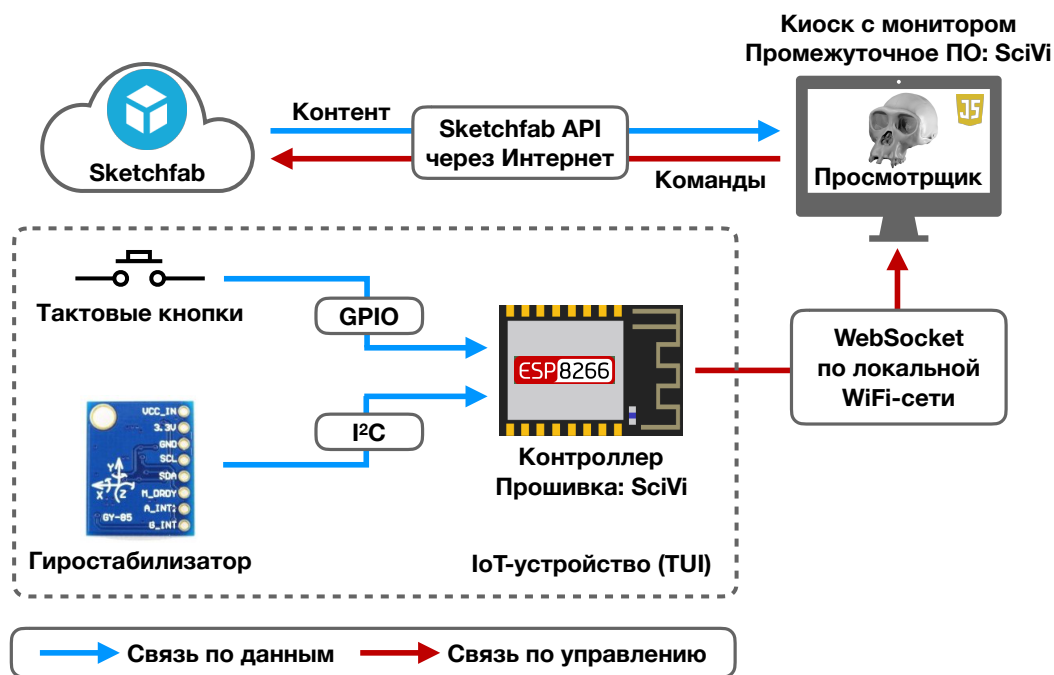 Киоск с монитором
Промежуточное ПО: SciVi
JS
Просмотрщик
Sketchfab
Контент
Sketchfab API
через Интернет
Команды
Тактовые кнопки
GPIO
I²C
ESP8266
Контроллер
Прошивка: SciVi
WebSocket
по локальной
WiFi-сети
VCC_IN
3.3V
GND
SCL
SDA
M_DRDY
A_INT1
G_INT
Y
X
Z
GY-85
Гиростабилизатор
IoT-устройство (TUI)
Связь по данным
Связь по управлению